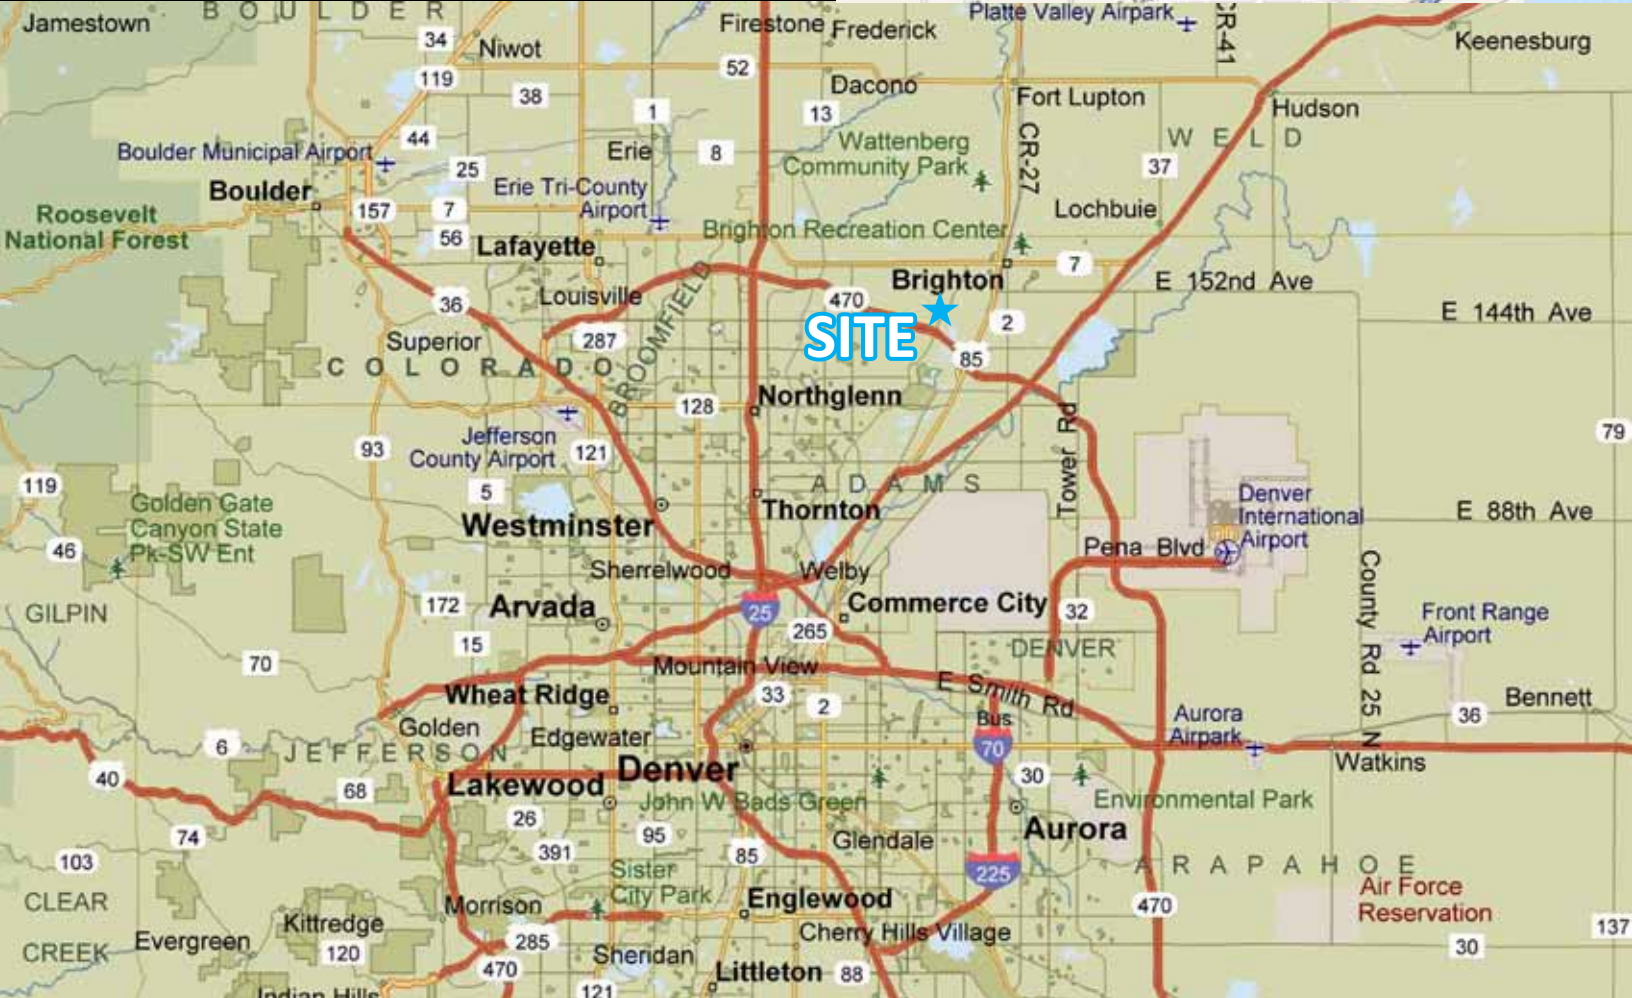 BOULDER
Platte Valley Airpark
CR-41
Jamestown
Firestone
Frederick
34
Niwot
Keenesburg
52
119
Dacono
38
Fort Lupton
1
13
Hudson
44
Wattenberg
Community Park
WELD
CR-27
Boulder Municipal Airport
Erie
8
25
37
Boulder
Erie Tri-County
Airport
157
7
Lochbuie
Roosevelt
National Forest
56
Brighton Recreation Center
Lafayette
7
Brighton
E 152nd Ave
Louisville
36
470
SITE
2
E 144th Ave
BROOMFIELD
287
Superior
85
COLORADO
Northglenn
128
Tower Rd
79
Jefferson
County Airport
93
121
119
5
ADAMS
Golden Gate
Canyon State
Pk-SW Ent
Denver
International
Airport
Thornton
E 88th Ave
Westminster
46
Pena Blvd
Sherrelwood
Welby
County Rd 25 N
172
Arvada
25
Commerce City
32
Front Range
Airport
GILPIN
265
15
DENVER
70
Mountain View
E Smith Rd
Wheat Ridge
33
2
Bennett
36
Golden
Bus
70
Aurora
Airpark
6
JEFFERSON
Edgewater
Watkins
40
Lakewood
Denver
30
68
John W Bads Green
Environmental Park
26
74
95
Glendale
Aurora
103
391
85
225
ARAPAHOE
Sister
City Park
Air Force
Reservation
CLEAR
CREEK
Morrison
Englewood
470
Kittredge
137
Evergreen
120
285
Cherry Hills Village
30
Sheridan
470
Littleton
88
121
Indian Hills